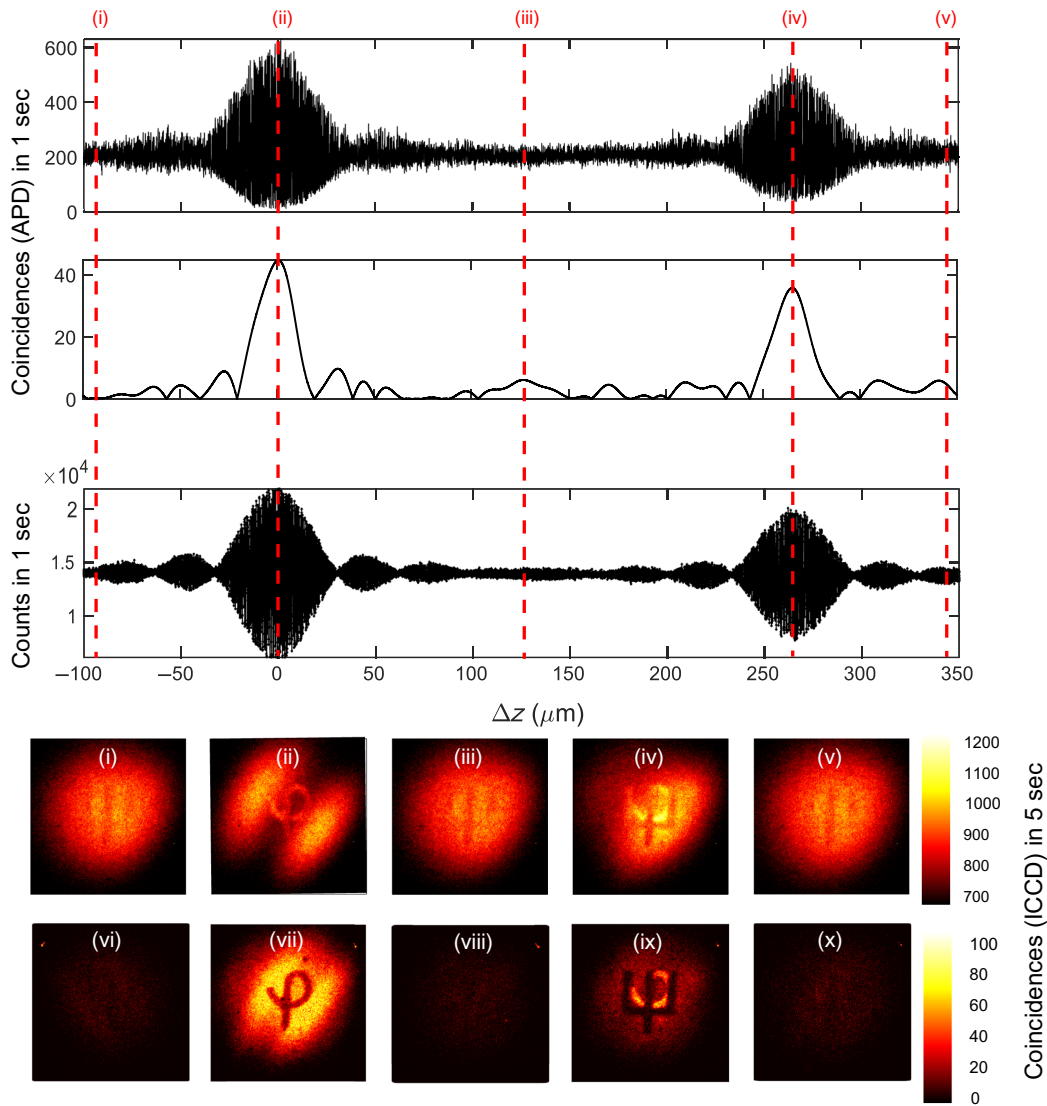 (i) (ii) (iii) (iv) (v)
600
400
200
0
Coincidences (APD) in 1 sec
40
20
0
×10⁴
2
1.5
1
Counts in 1 sec
–100 –50 0 50 100 150 200 250 300 350
Δz (μm)
(i) (ii) (iii) (iv) (v)
φ ψ
1200
1100
1000
900
800
700
(vi) (vii) (viii) (ix) (x)
φ ψ
100
80
60
40
20
0
Coincidences (ICCD) in 5 sec